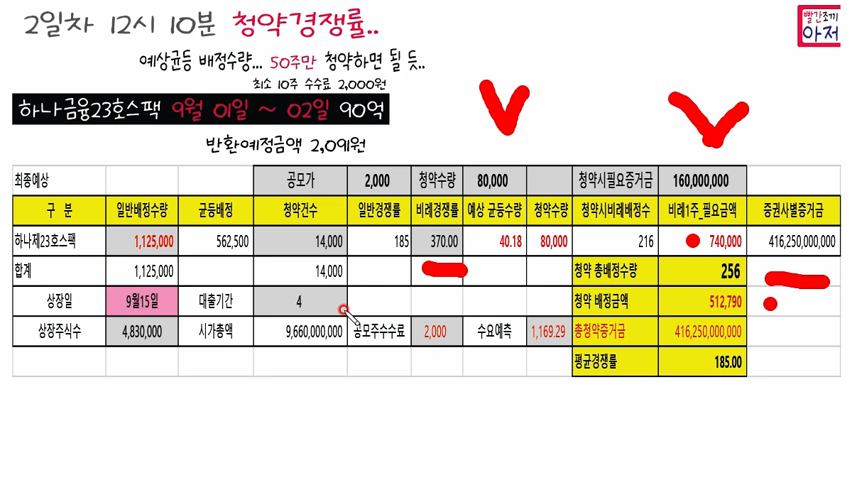 2일차 12시 10분 청약경쟁률..
빨간조끼
아저
예상균등 배정수량... 50주만 청약하면 될 듯..
최소 10주 수수료 2,000원
하나금융23호스팩 9월 01일 ~ 02일 90억
반환예정금액 2,091원
최종예상 공모가 2,000 청약수량 80,000 청약시필요증거금 160,000,000
구 분 일반배정수량 균등배정 청약건수 일반경쟁률 비례경쟁률 예상 균등수량 청약수량 청약시비례배정수 비례1주_필요금액 증권사별증거금
하나제23호스팩 1,125,000 562,500 14,000 185 370.00 40.18 80,000 216 740,000 416,250,000,000
합계 1,125,000 14,000 청약 총배정수량 256
상장일 9월15일 대출기간 4 청약 배정금액 512,790
상장주식수 4,830,000 시가총액 9,660,000,000 공모주수수료 2,000 수요예측 1,169.29 총청약증거금 416,250,000,000
평균경쟁률 185.00